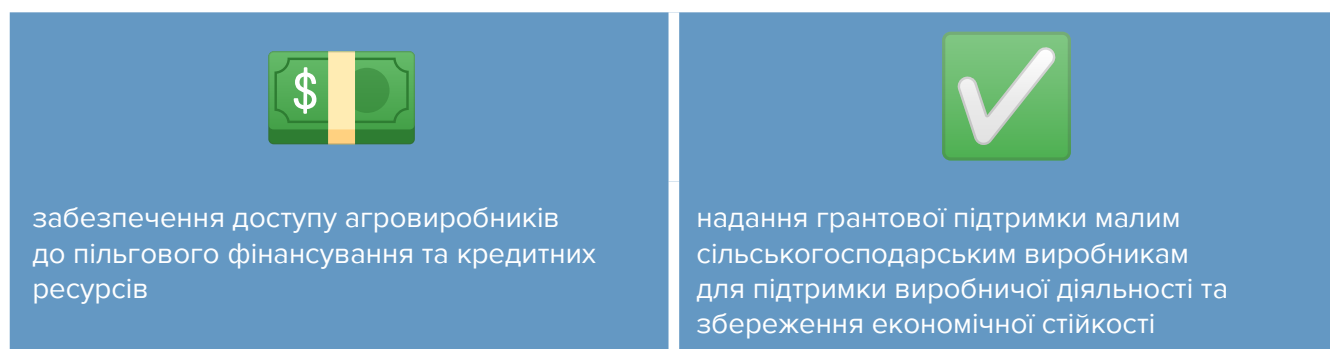 $
забезпечення доступу агровиробників
до пільгового фінансування та кредитних
ресурсів
надання грантової підтримки малим
сільськогосподарським виробникам
для підтримки виробничої діяльності та
збереження економічної стійкості